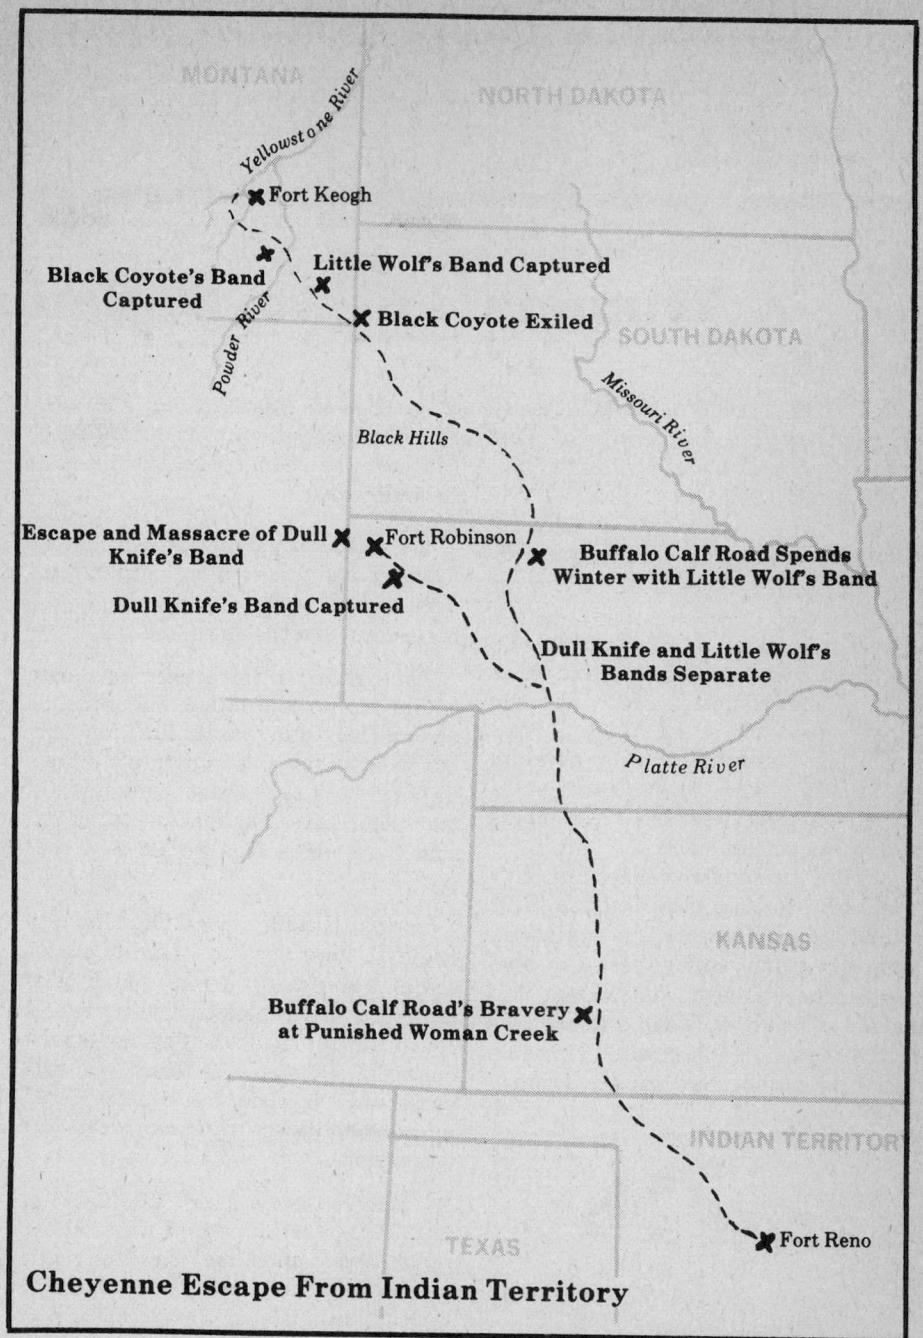 MONTANA
NORTH DAKOTA
Yellowstone River
Fort Keogh
Little Wolf's Band Captured
Black Coyote's Band
Captured
Black Coyote Exiled
Powder River
SOUTH DAKOTA
Missouri River
Black Hills
Escape and Massacre of Dull
Knife's Band
Fort Robinson
Buffalo Calf Road Spends
Winter with Little Wolf's Band
Dull Knife's Band Captured
Dull Knife and Little Wolf's
Bands Separate
Platte River
KANSAS
Buffalo Calf Road's Bravery
at Punished Woman Creek
INDIAN TERRITORY
Fort Reno
TEXAS
Cheyenne Escape From Indian Territory